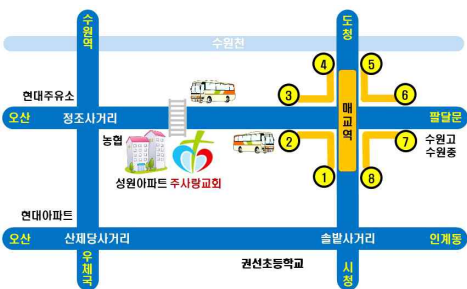 수원역
도청
수원천
④
⑤
현대주유소
③
⑥
오산
정조사거리
매교역
팔달문
농협
②
⑦
수원고
수원중
성원아파트
주사랑교회
①
⑧
현대아파트
오산
산제당사거리
솔밭사거리
인계동
우체국
권선초등학교
시청